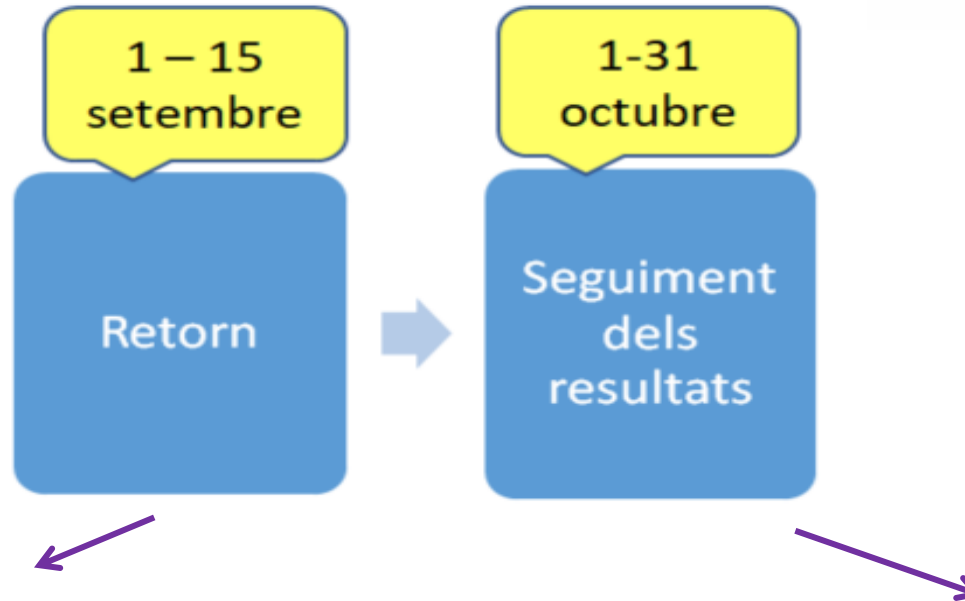 1 – 15
setembre
1-31
octubre
Retorn
Seguiment
dels
resultats